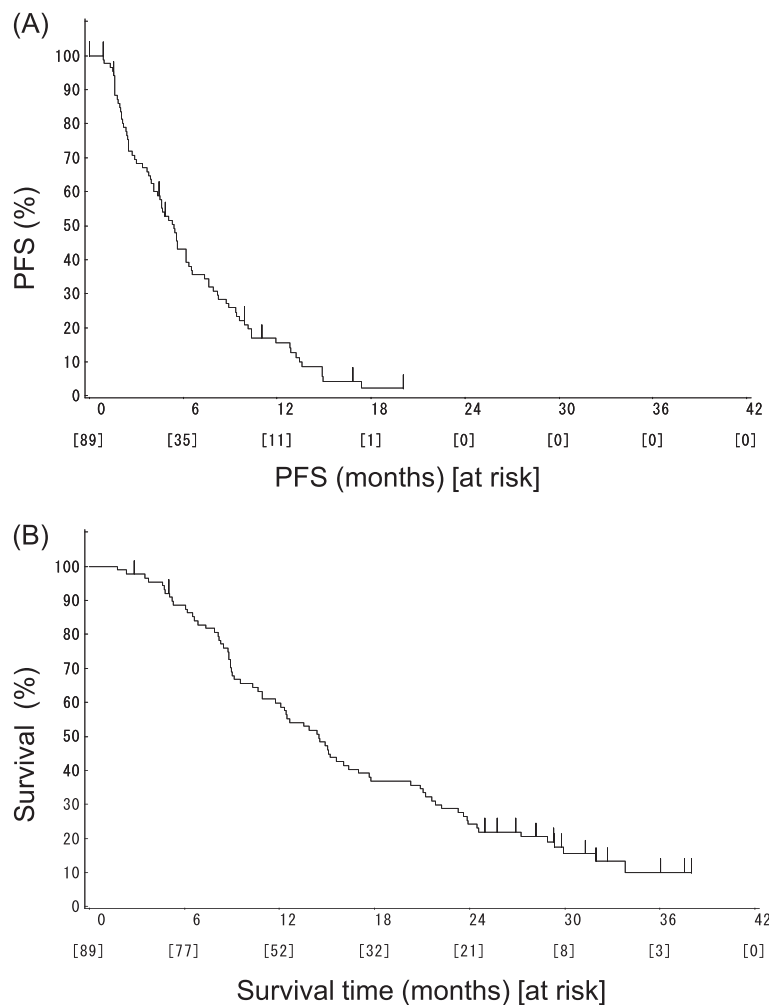 (A)
100
90
80
70
60
50
40
30
20
10
0
PFS (%)
0 6 12 18 24 30 36 42
[89] [35] [11] [1] [0] [0] [0] [0]
PFS (months) [at risk]
(B)
100
90
80
70
60
50
40
30
20
10
0
Survival (%)
0 6 12 18 24 30 36 42
[89] [77] [52] [32] [21] [8] [3] [0]
Survival time (months) [at risk]